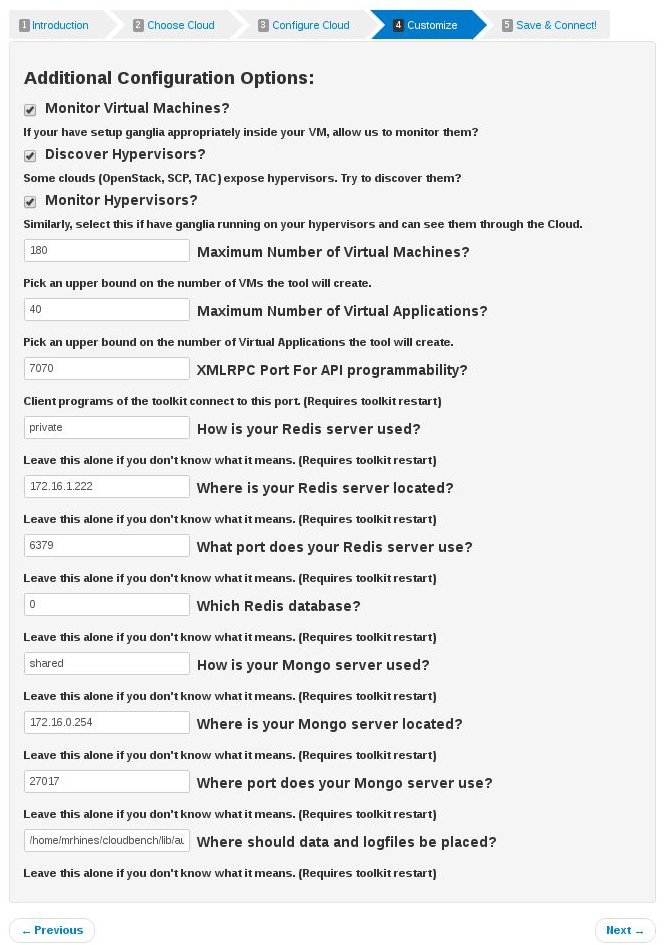 1 Introduction 2 Choose Cloud 3 Configure Cloud 4 Customize 5 Save & Connect!
Additional Configuration Options:
Monitor Virtual Machines?
If your have setup ganglia appropriately inside your VM, allow us to monitor them?
Discover Hypervisors?
Some clouds (OpenStack, SCP, TAC) expose hypervisors. Try to discover them?
Monitor Hypervisors?
Similarly, select this if have ganglia running on your hypervisors and can see them through the Cloud.
180 Maximum Number of Virtual Machines?
Pick an upper bound on the number of VMs the tool will create.
40 Maximum Number of Virtual Applications?
Pick an upper bound on the number of Virtual Applications the tool will create.
7070 XMLRPC Port For API programmability?
Client programs of the toolkit connect to this port. (Requires toolkit restart)
private How is your Redis server used?
Leave this alone if you don't know what it means. (Requires toolkit restart)
172.16.1.222 Where is your Redis server located?
Leave this alone if you don't know what it means. (Requires toolkit restart)
6379 What port does your Redis server use?
Leave this alone if you don't know what it means. (Requires toolkit restart)
0 Which Redis database?
Leave this alone if you don't know what it means. (Requires toolkit restart)
shared How is your Mongo server used?
Leave this alone if you don't know what it means. (Requires toolkit restart)
172.16.0.254 Where is your Mongo server located?
Leave this alone if you don't know what it means. (Requires toolkit restart)
27017 Where port does your Mongo server use?
Leave this alone if you don't know what it means. (Requires toolkit restart)
/home/mrhines/cloudbench/lib/au Where should data and logfiles be placed?
Leave this alone if you don't know what it means. (Requires toolkit restart)
← Previous Next →